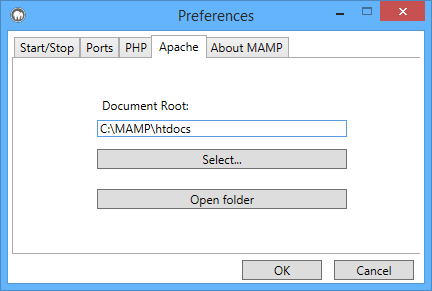 Preferences
Start/Stop Ports PHP Apache About MAMP
Document Root:
C:\MAMP\htdocs
Select...
Open folder
OK Cancel